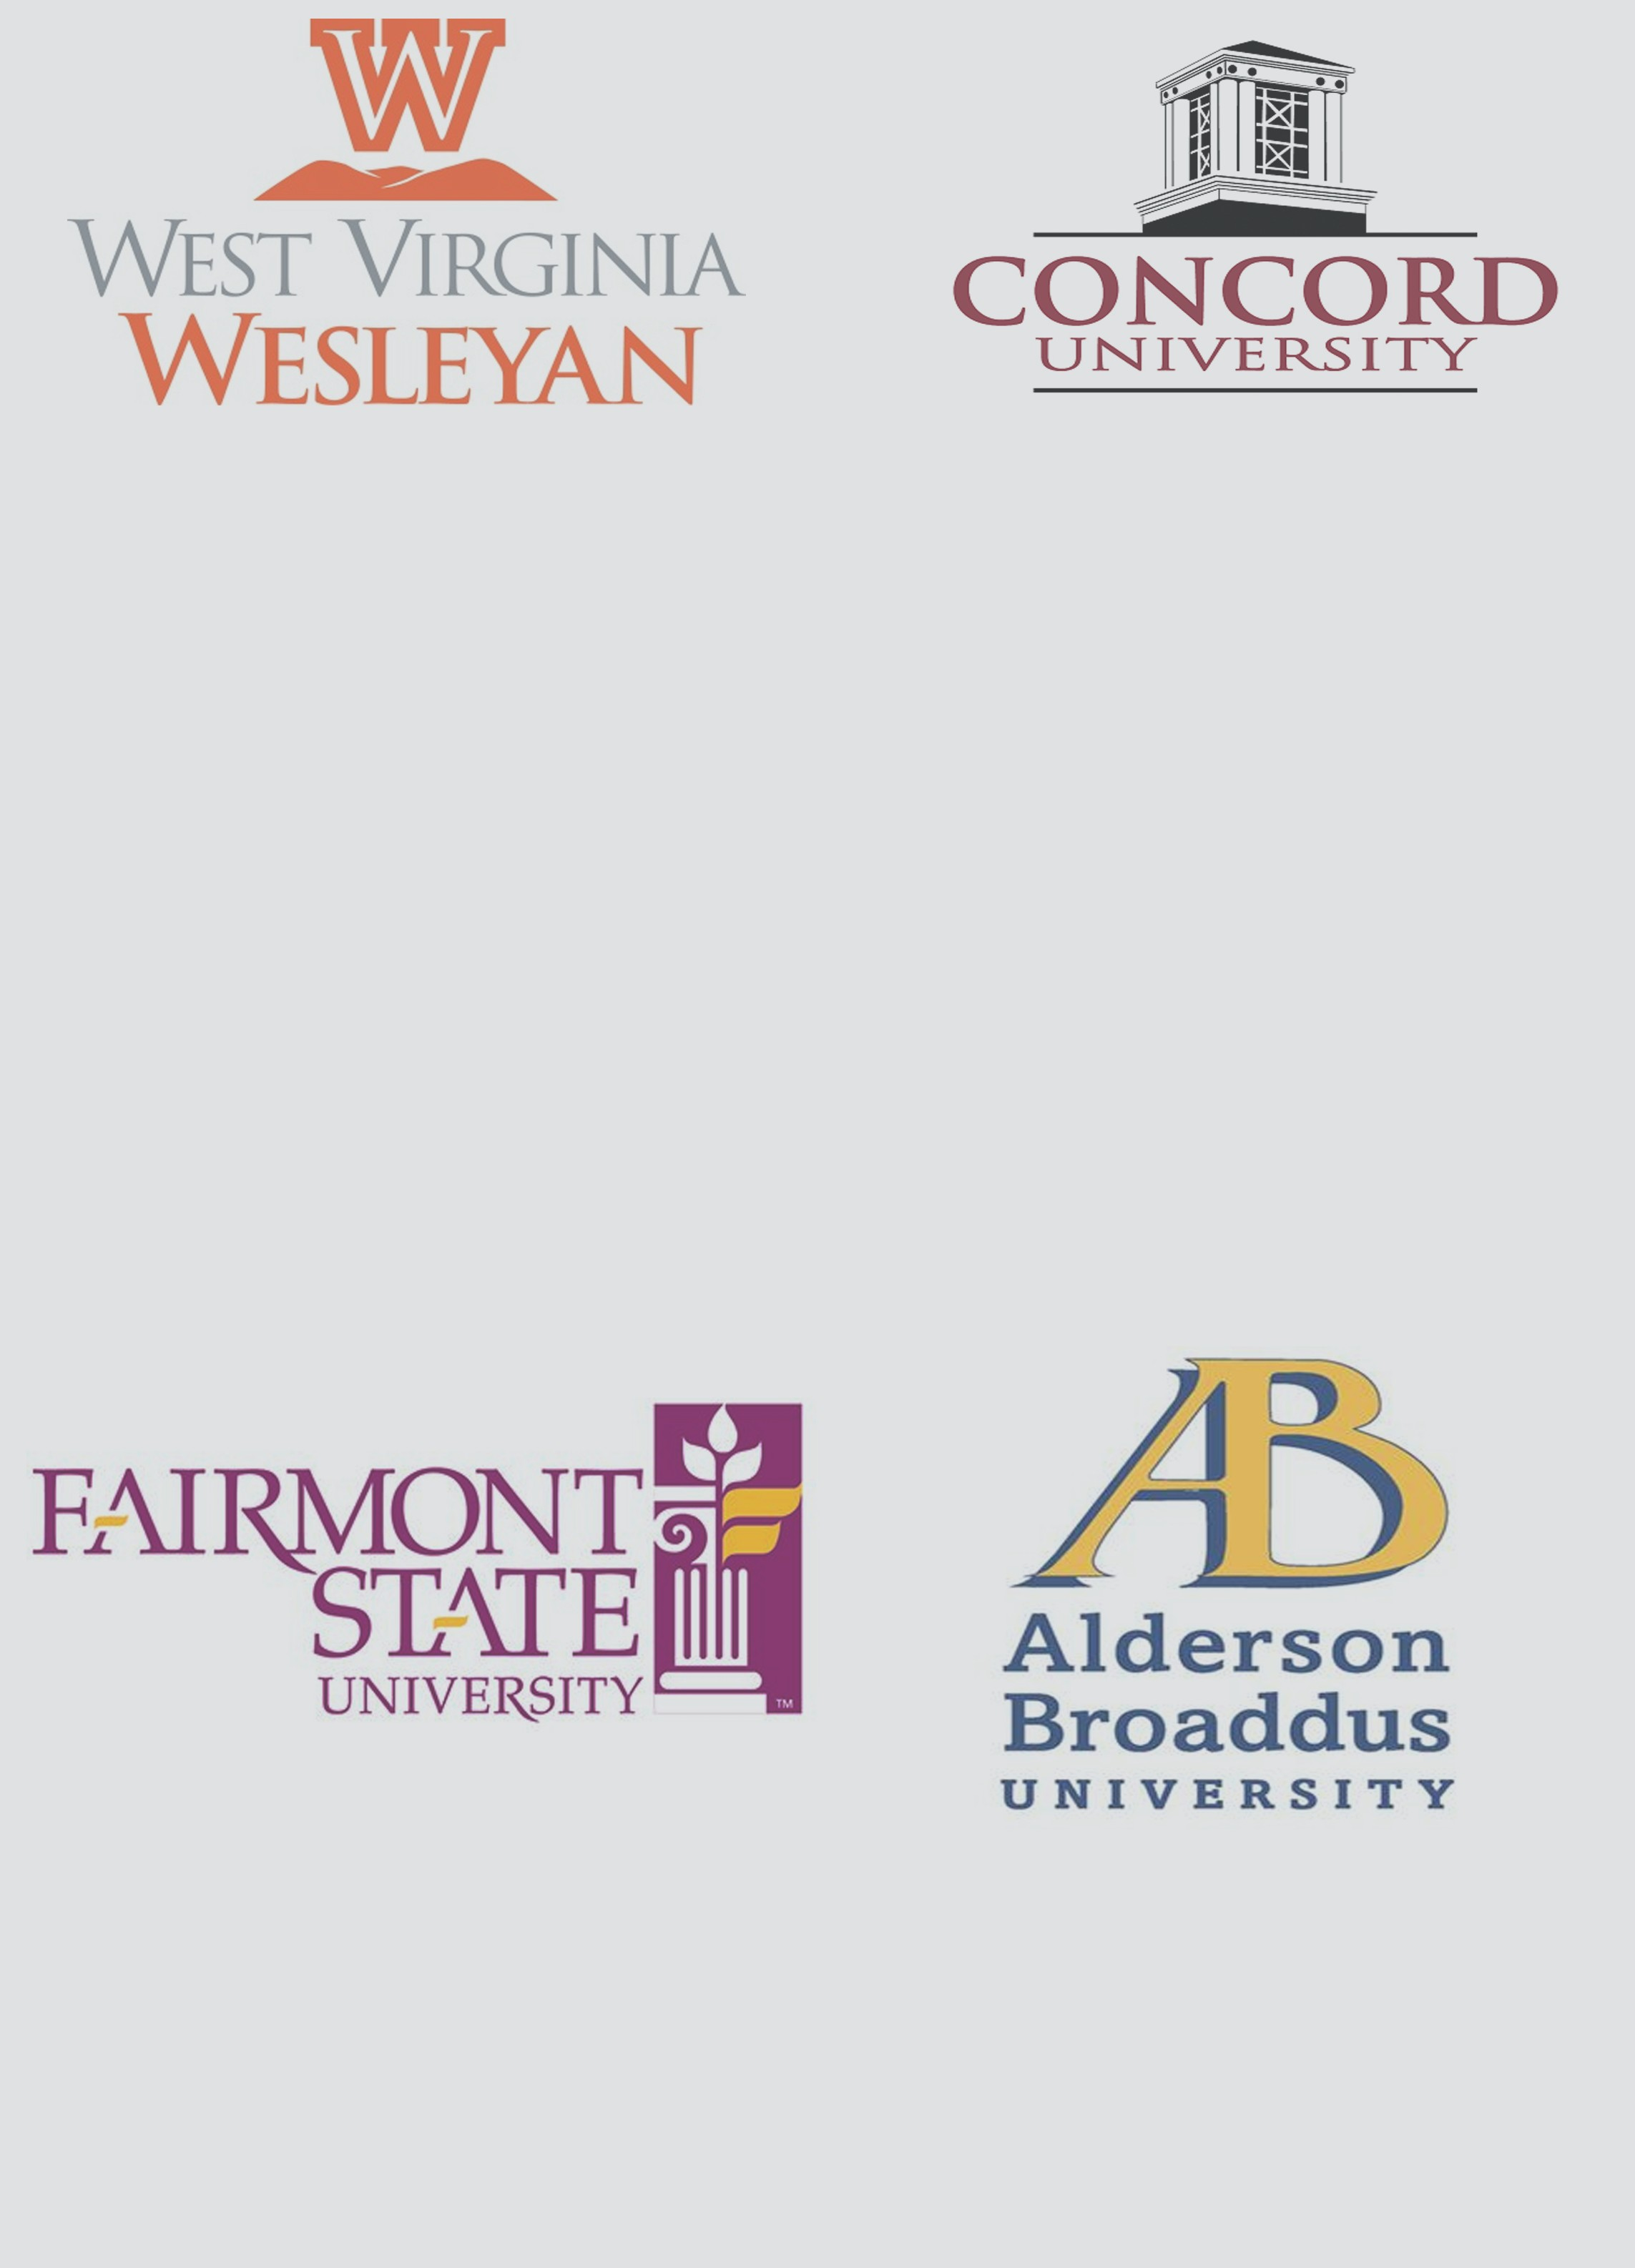 W
WEST VIRGINIA
WESLEYAN
CONCORD
UNIVERSITY
FAIRMONT
STATE
UNIVERSITY
TM
AB
Alderson
Broaddus
UNIVERSITY